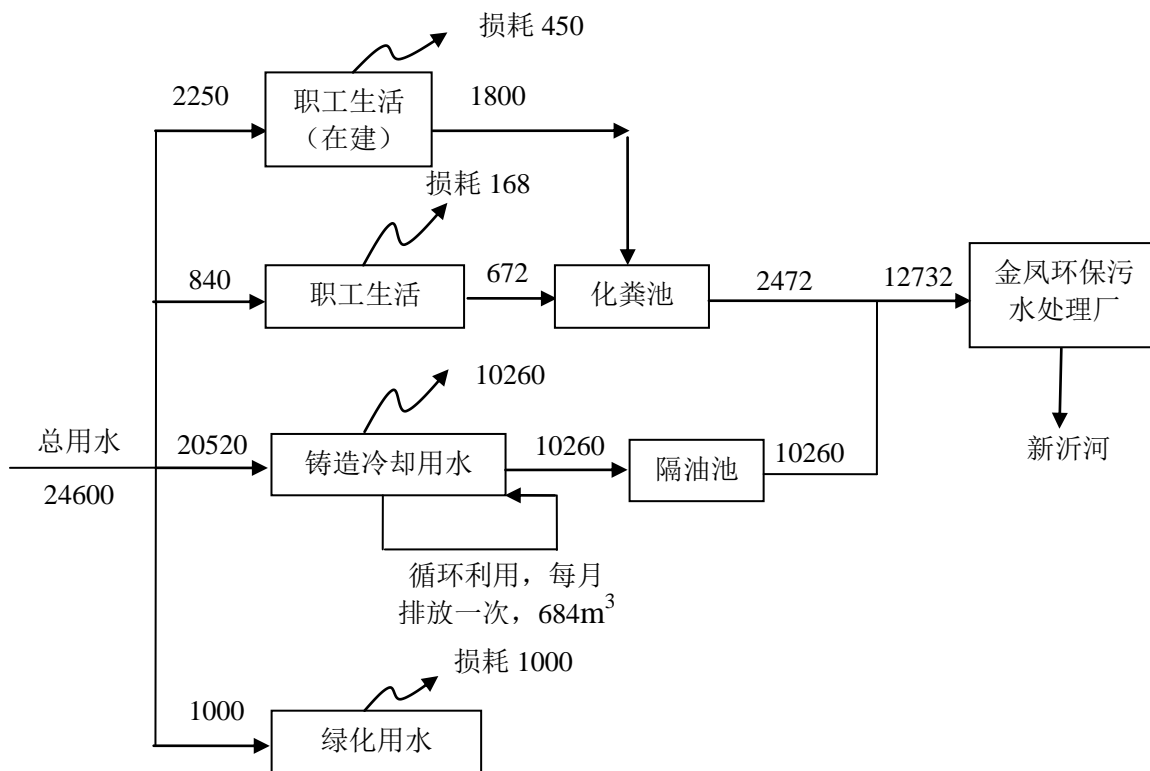 损耗 450
2250
职工生活
（在建）
1800
损耗 168
840
职工生活
672
化粪池
2472
12732
金凤环保污
水处理厂
10260
总用水
24600
20520
铸造冷却用水
10260
隔油池
10260
新沂河
循环利用，每月
排放一次，684m³
损耗 1000
1000
绿化用水